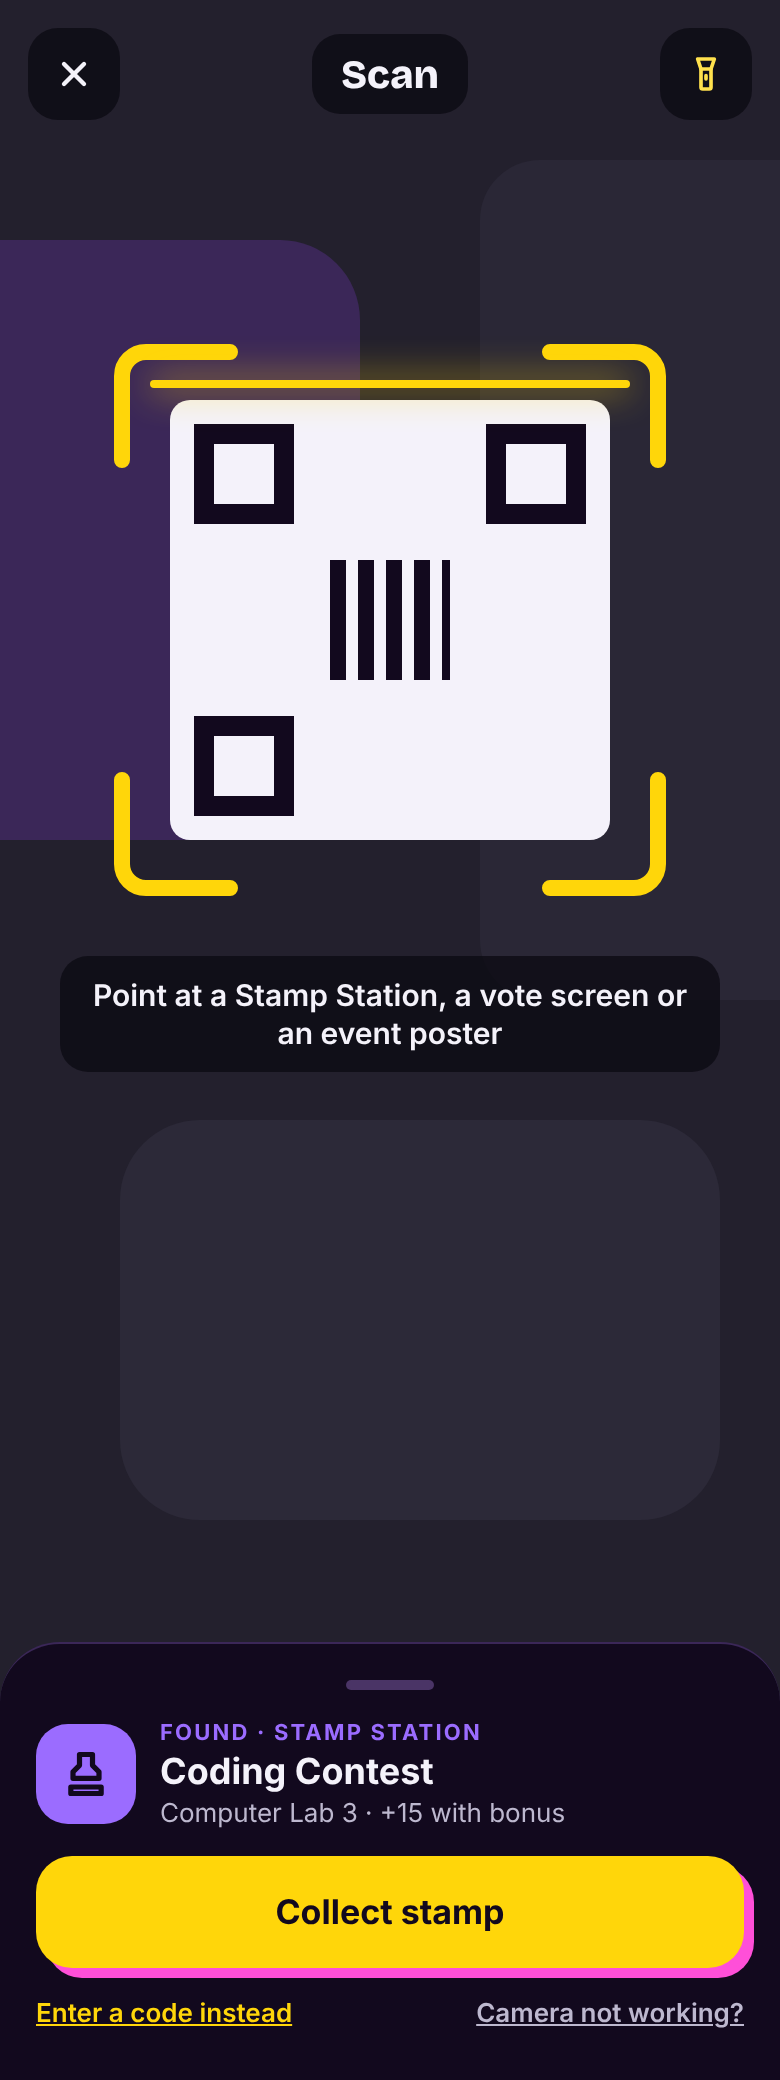 Scan
Point at a Stamp Station, a vote screen or
an event poster
FOUND · STAMP STATION
Coding Contest
Computer Lab 3 · +15 with bonus
Collect stamp
Enter a code instead
Camera not working?